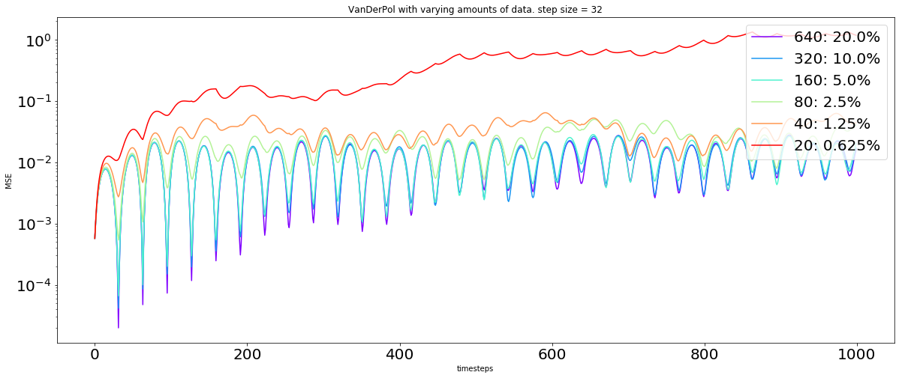 VanDerPol with varying amounts of data. step size = 32
10^0
10^-1
10^-2
10^-3
10^-4
MSE
640: 20.0%
320: 10.0%
160: 5.0%
80: 2.5%
40: 1.25%
20: 0.625%
0 200 400 600 800 1000
timesteps